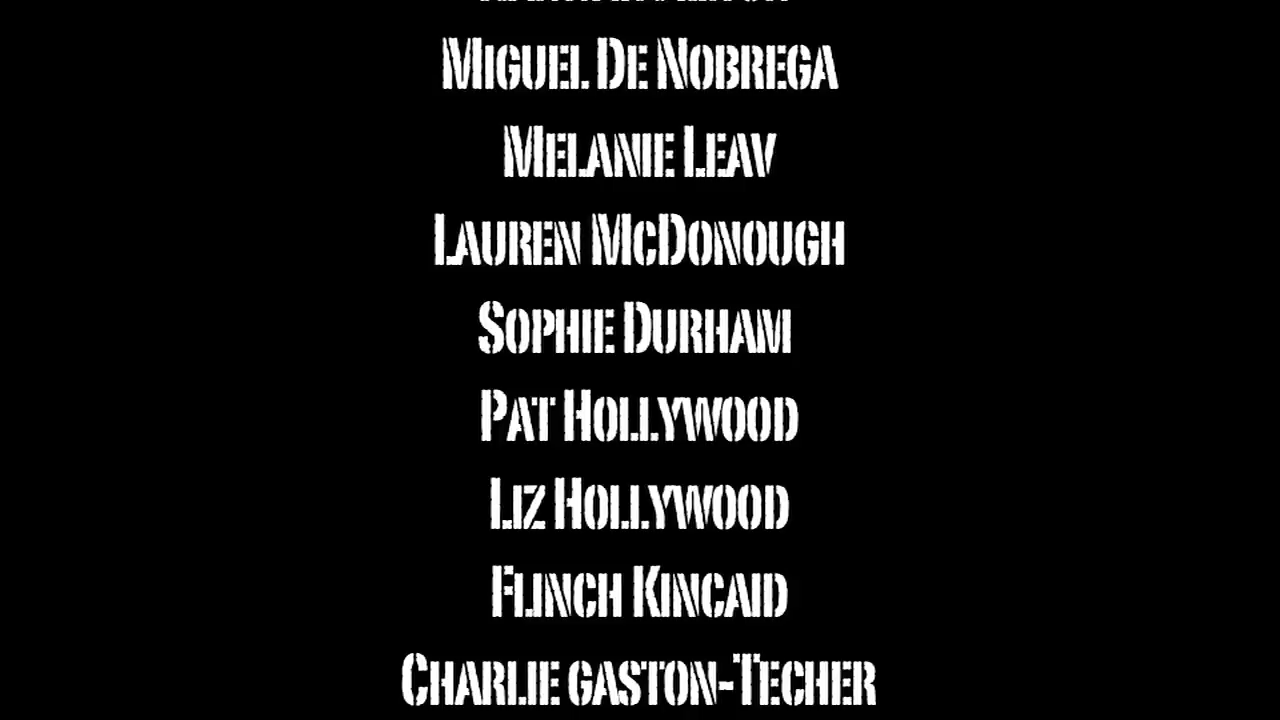 Miguel De Nobrega
Melanie Leav
Lauren McDonough
Sophie Durham
Pat Hollywood
Liz Hollywood
Flinch Kincaid
Charlie gaston-Techer